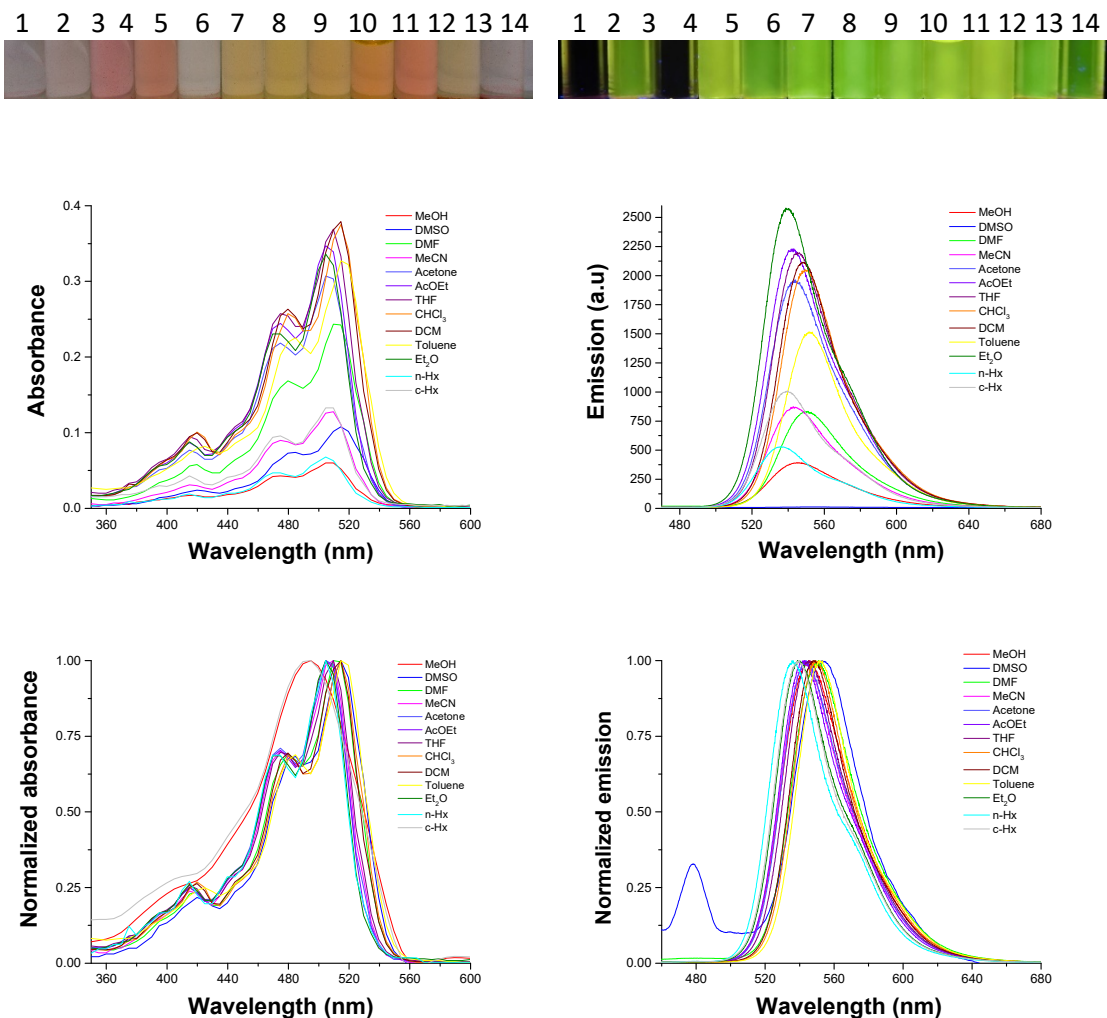 1 2 3 4 5 6 7 8 9 10 11 12 13 14
1 2 3 4 5 6 7 8 9 10 11 12 13 14
0.4
0.3
0.2
0.1
0.0
360 400 440 480 520 560 600
Absorbance
Wavelength (nm)
MeOH
DMSO
DMF
MeCN
Acetone
AcOEt
THF
CHCl₃
DCM
Toluene
Et₂O
n-Hx
c-Hx
2500
2250
2000
1750
1500
1250
1000
750
500
250
0
480 520 560 600 640 680
Emission (a.u)
Wavelength (nm)
MeOH
DMSO
DMF
MeCN
Acetone
AcOEt
THF
CHCl₃
DCM
Toluene
Et₂O
n-Hx
c-Hx
1.00
0.75
0.50
0.25
0.00
360 400 440 480 520 560 600
Normalized absorbance
Wavelength (nm)
MeOH
DMSO
DMF
MeCN
Acetone
AcOEt
THF
CHCl₃
DCM
Toluene
Et₂O
n-Hx
c-Hx
1.00
0.75
0.50
0.25
0.00
480 520 560 600 640 680
Normalized emission
Wavelength (nm)
MeOH
DMSO
DMF
MeCN
Acetone
AcOEt
THF
CHCl₃
DCM
Toluene
Et₂O
n-Hx
c-Hx